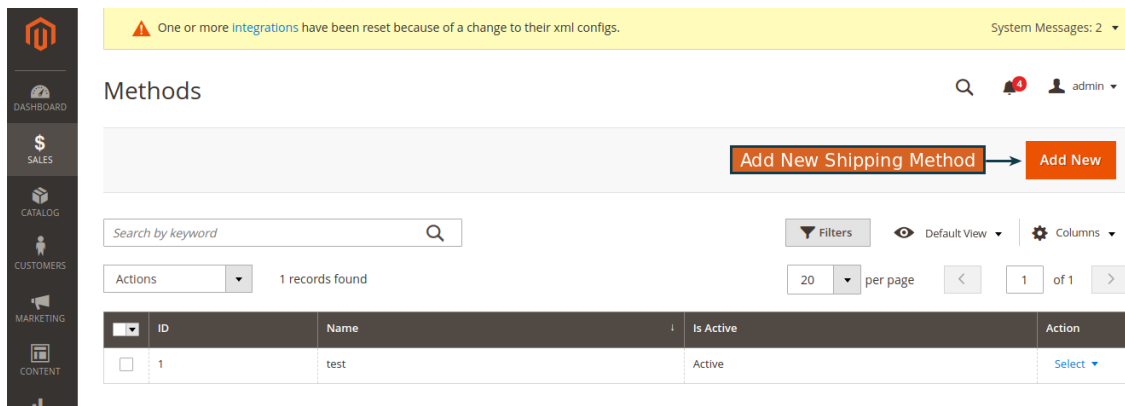 One or more integrations have been reset because of a change to their xml configs.
System Messages: 2
Methods
4
admin
DASHBOARD
$
SALES
Add New Shipping Method
Add New
CATALOG
Search by keyword
Filters
Default View
Columns
CUSTOMERS
Actions
1 records found
20
per page
1
of 1
MARKETING
ID
Name
↓
Is Active
Action
1
test
Active
Select
CONTENT